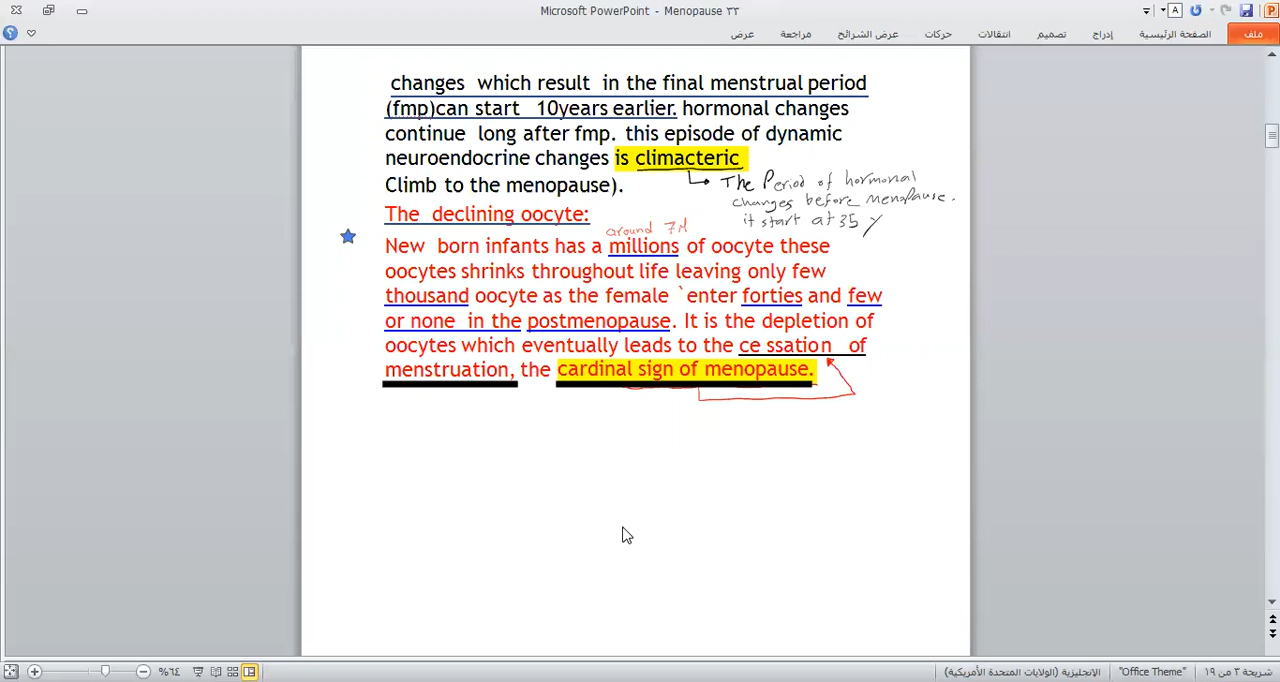 Microsoft PowerPoint - Menopause ٣٣
ملف
الصفحة الرئيسية
إدراج
تصميم
انتقالات
حركات
عرض الشرائح
مراجعة
عرض
changes which result in the final menstrual period
(fmp)can start 10years earlier. hormonal changes
continue long after fmp. this episode of dynamic
neuroendocrine changes is climacteric
Climb to the menopause).
The Period of hormonal
changes before menopause.
it start at 35 y
The declining oocyte:
around 7M
New born infants has a millions of oocyte these
oocytes shrinks throughout life leaving only few
thousand oocyte as the female `enter forties and few
or none in the postmenopause. It is the depletion of
oocytes which eventually leads to the ce ssation of
menstruation, the cardinal sign of menopause.
شريحة ٣ من ١٩
"Office Theme"
الإنجليزية (الولايات المتحدة الأمريكية)
٦٤%